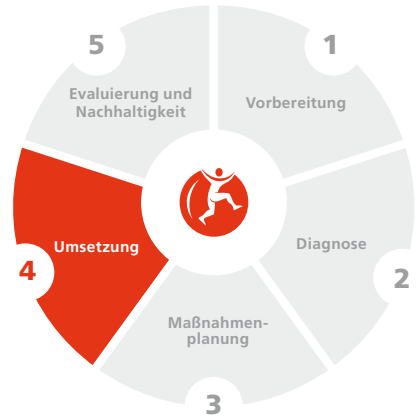 1
Vorbereitung
2
Diagnose
3
Maßnahmen-
planung
4
Umsetzung
5
Evaluierung und
Nachhaltigkeit